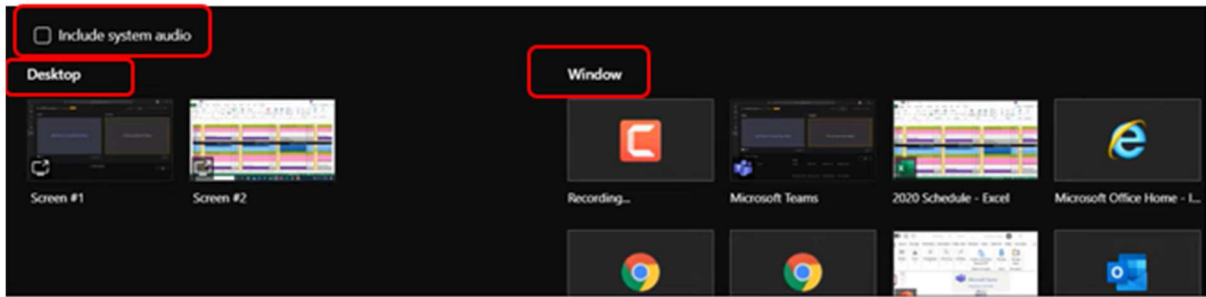 Include system audio
Desktop
Window
Screen #1
Screen #2
Recording...
Microsoft Teams
2020 Schedule - Excel
Microsoft Office Home - I...